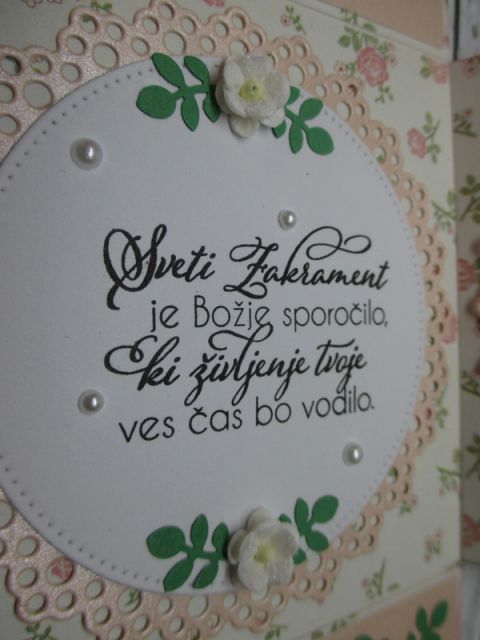 Sveti Zakrament
je Božje sporočilo,
ki življenje tvoje
ves čas bo vodilo.